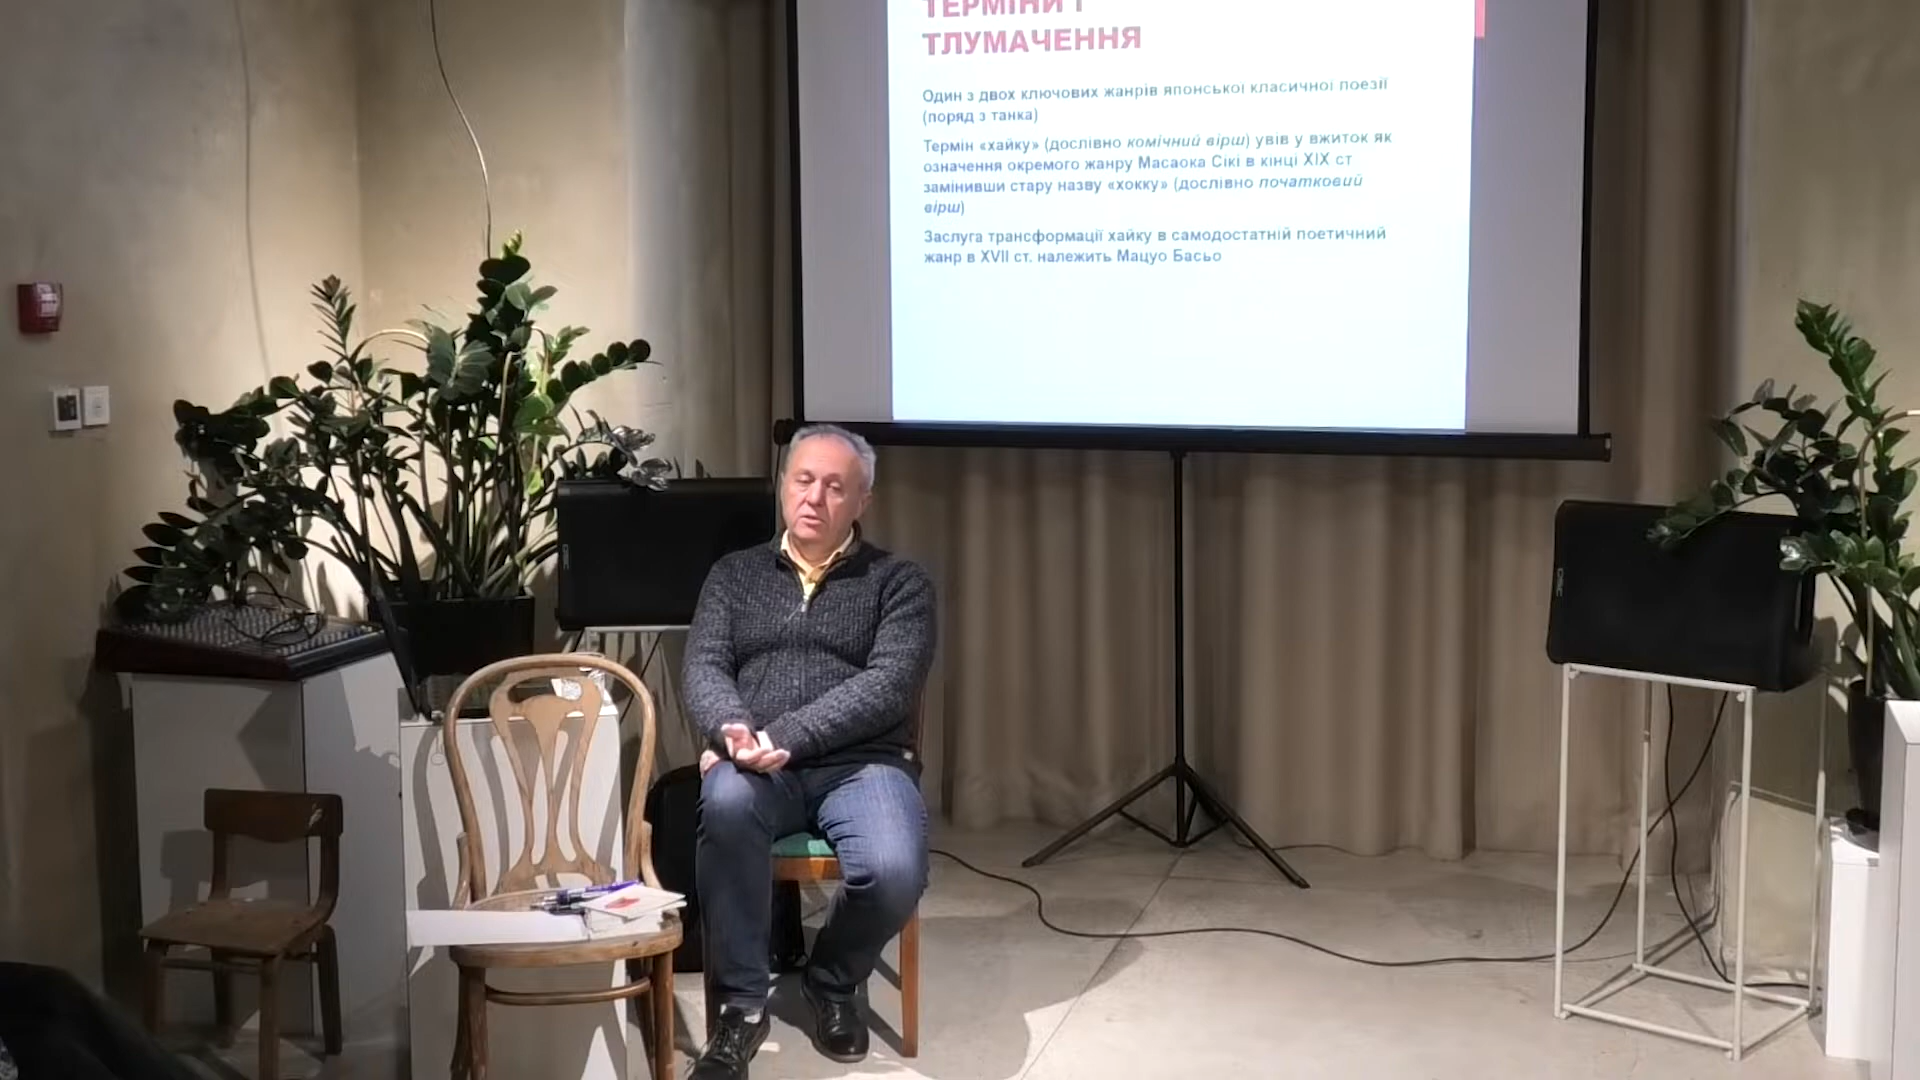 ТЕРМІНИ І
ТЛУМАЧЕННЯ
Один з двох ключових жанрів японської класичної поезії
(поряд з танка)
Термін «хайку» (дослівно комічний вірш) увів у вжиток як
означення окремого жанру Масаока Сікі в кінці XIX ст
замінивши стару назву «хокку» (дослівно початковий
вірш)
Заслуга трансформації хайку в самодостатній поетичний
жанр в XVII ст. належить Мацуо Басьо